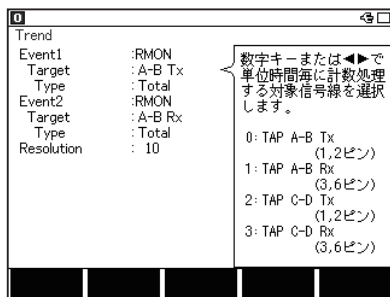 0
Trend
Event1 :RMON
Target :A-B Tx
Type :Total
Event2 :RMON
Target :A-B Rx
Type :Total
Resolution : 10
数字キーまたは◀▶で
単位時間毎に計数処理
する対象信号線を選択
します。
0: TAP A-B Tx
(1,2ピン)
1: TAP A-B Rx
(3,6ピン)
2: TAP C-D Tx
(1,2ピン)
3: TAP C-D Rx
(3,6ピン)